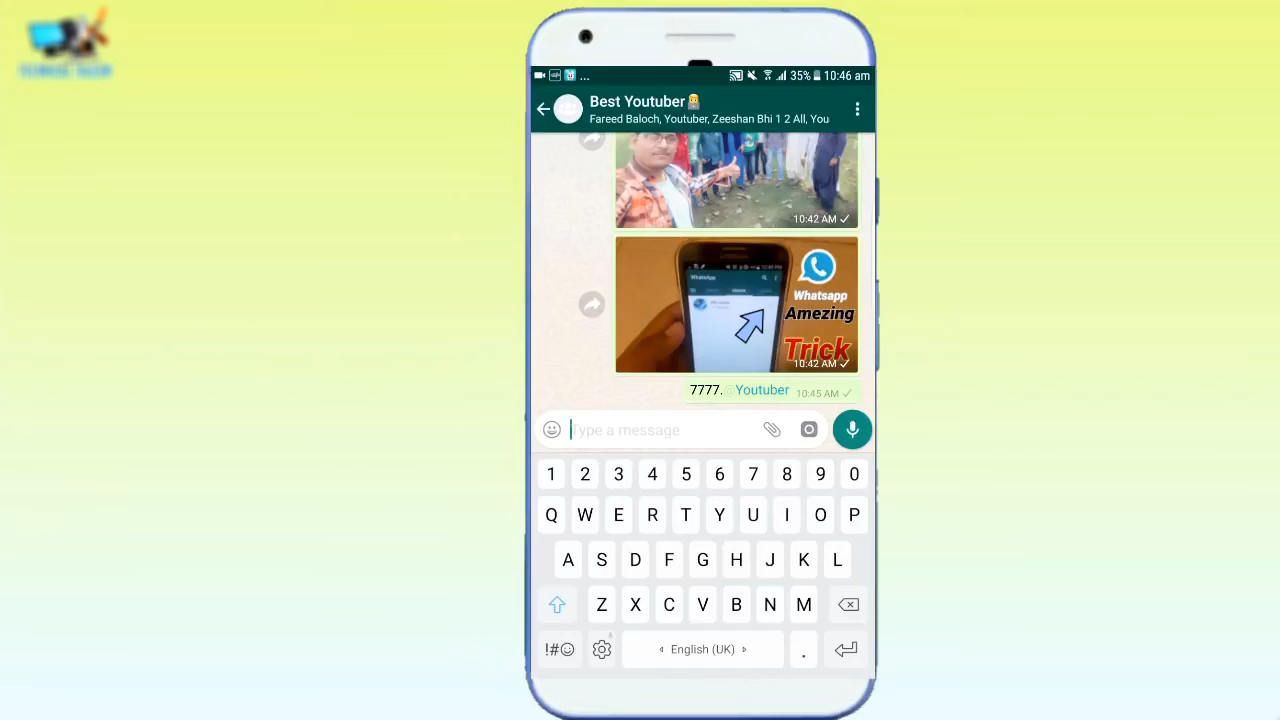 35% 10:46 am
Best Youtuber
Fareed Baloch, Youtuber, Zeeshan Bhi 1 2 All, You
10:42 AM
WhatsApp
Whatsapp
Amezing
Trick
10:42 AM
7777.@Youtuber 10:45 AM
Type a message
1 2 3 4 5 6 7 8 9 0
Q W E R T Y U I O P
A S D F G H J K L
Z X C V B N M
!#☺ English (UK) .